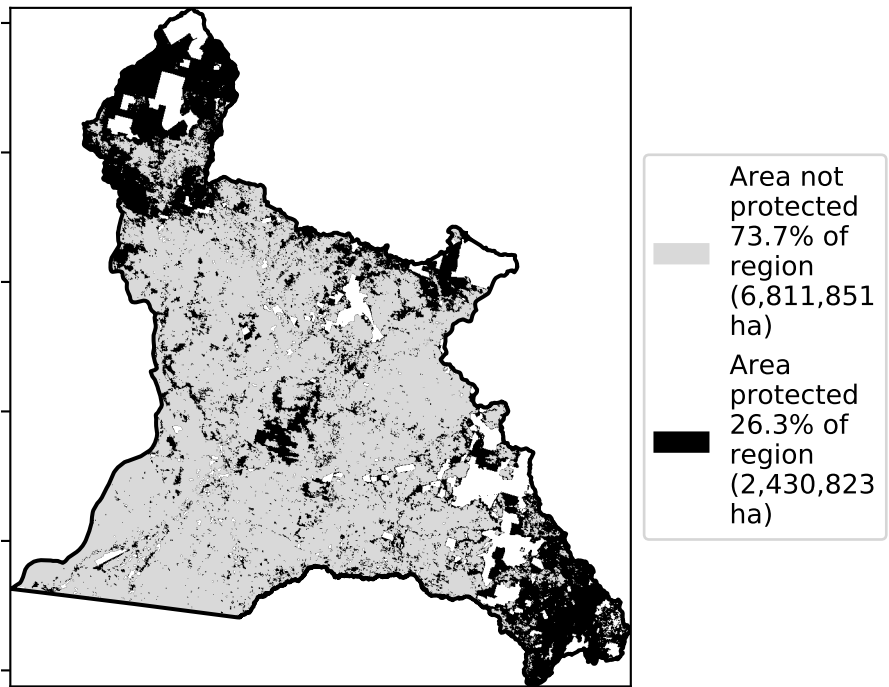 Area not
protected
73.7% of
region
(6,811,851
ha)
Area
protected
26.3% of
region
(2,430,823
ha)